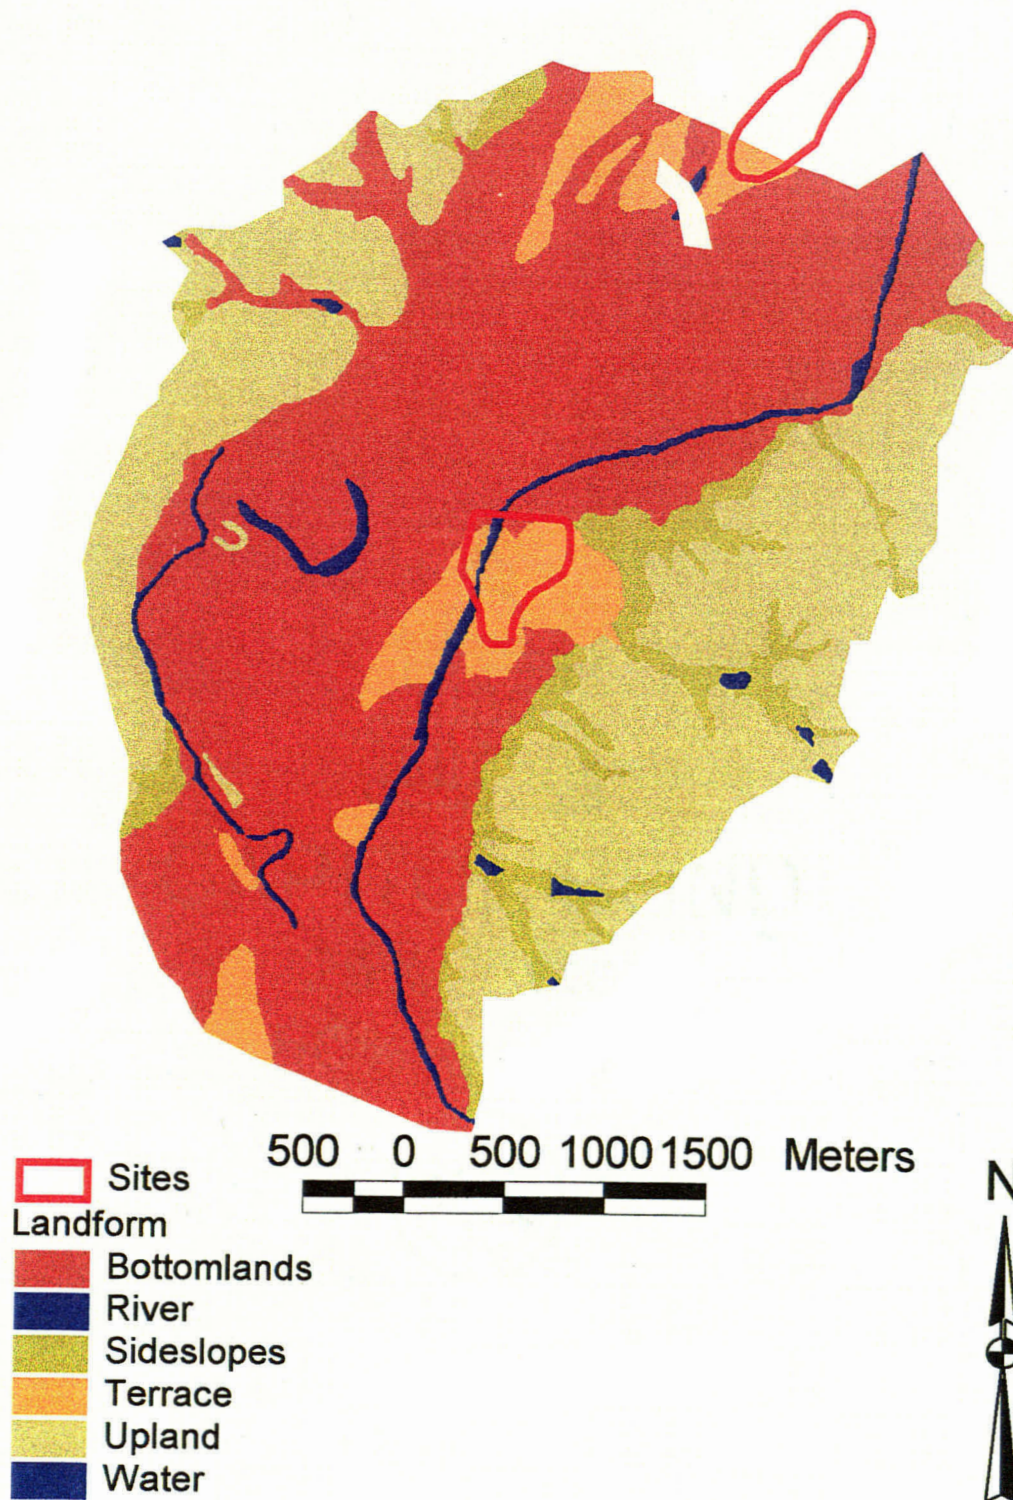 500 0 500 1000 1500 Meters
Sites
Landform
Bottomlands
River
Sideslopes
Terrace
Upland
Water
N